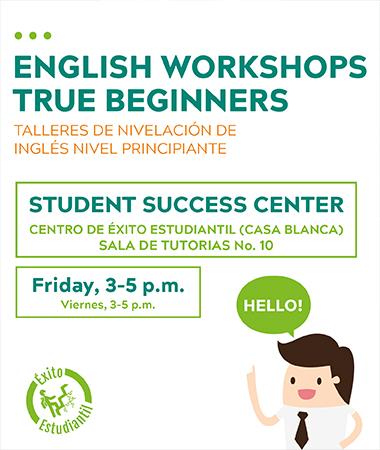 ENGLISH WORKSHOPS
TRUE BEGINNERS
TALLERES DE NIVELACIÓN DE
INGLÉS NIVEL PRINCIPIANTE
STUDENT SUCCESS CENTER
CENTRO DE ÉXITO ESTUDIANTIL (CASA BLANCA)
SALA DE TUTORIAS No. 10
Friday, 3-5 p.m.
Viernes, 3-5 p.m.
HELLO!
Éxito
Estudiantil